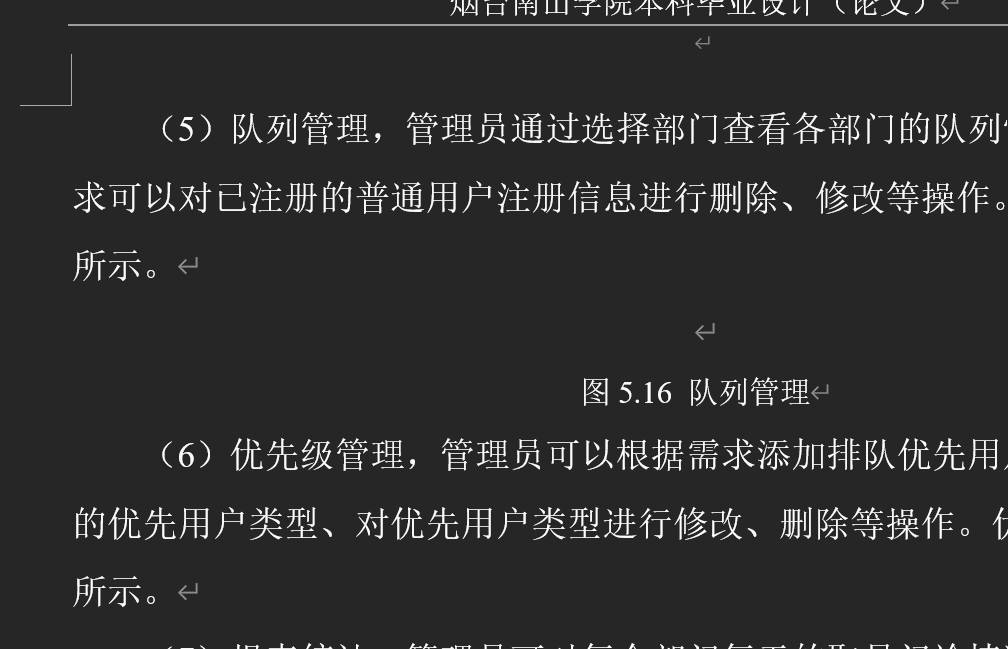 烟台南山学院本科毕业设计（论文）
（5）队列管理，管理员通过选择部门查看各部门的队列
求可以对已注册的普通用户注册信息进行删除、修改等操作。
所示。
图 5.16 队列管理
（6）优先级管理，管理员可以根据需求添加排队优先用
的优先用户类型、对优先用户类型进行修改、删除等操作。
所示。